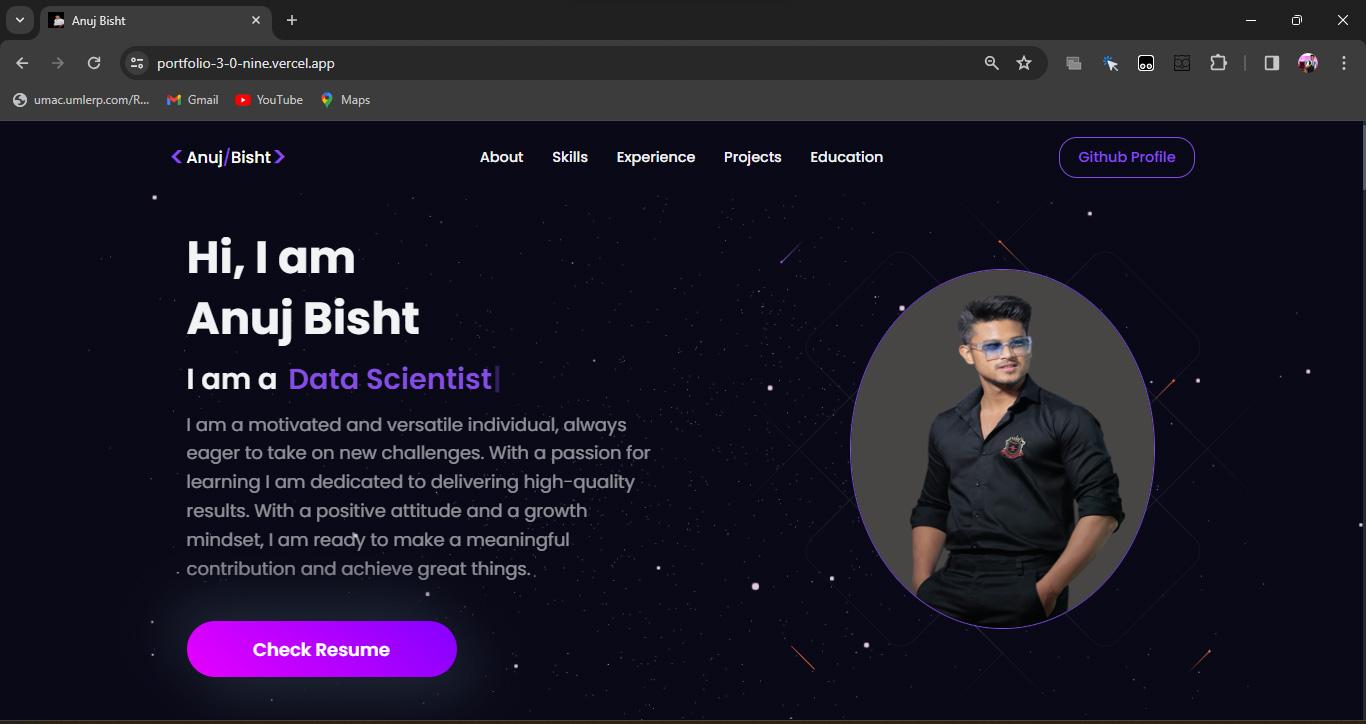 Anuj Bisht
portfolio-3-0-nine.vercel.app
umac.umlerp.com/R... Gmail YouTube Maps
<Anuj/Bisht> About Skills Experience Projects Education Github Profile
Hi, I am
Anuj Bisht
I am a Data Scientist|
I am a motivated and versatile individual, always
eager to take on new challenges. With a passion for
learning I am dedicated to delivering high-quality
results. With a positive attitude and a growth
mindset, I am ready to make a meaningful
contribution and achieve great things.
Check Resume